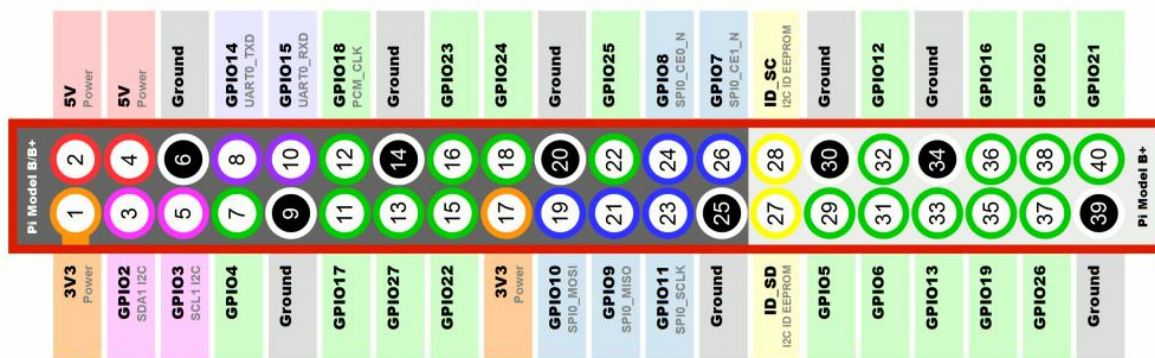 5V
Power
5V
Power
Ground
GPIO14
UART0_TXD
GPIO15
UART0_RXD
GPIO18
PCM_CLK
Ground
GPIO23
GPIO24
Ground
GPIO25
GPIO8
SPI0_CE0_N
GPIO7
SPI0_CE1_N
ID_SC
I2C ID EEPROM
Ground
GPIO12
Ground
GPIO16
GPIO20
GPIO21
Pi Model B/B+
2
4
6
8
10
12
14
16
18
20
22
24
26
28
30
32
34
36
38
40
1
3
5
7
9
11
13
15
17
19
21
23
25
27
29
31
33
35
37
39
Pi Model B+
3V3
Power
GPIO2
SDA1 I2C
GPIO3
SCL1 I2C
GPIO4
Ground
GPIO17
GPIO27
GPIO22
3V3
Power
GPIO10
SPI0_MOSI
GPIO9
SPI0_MISO
GPIO11
SPI0_SCLK
Ground
ID_SD
I2C ID EEPROM
GPIO5
GPIO6
GPIO13
GPIO19
GPIO26
Ground